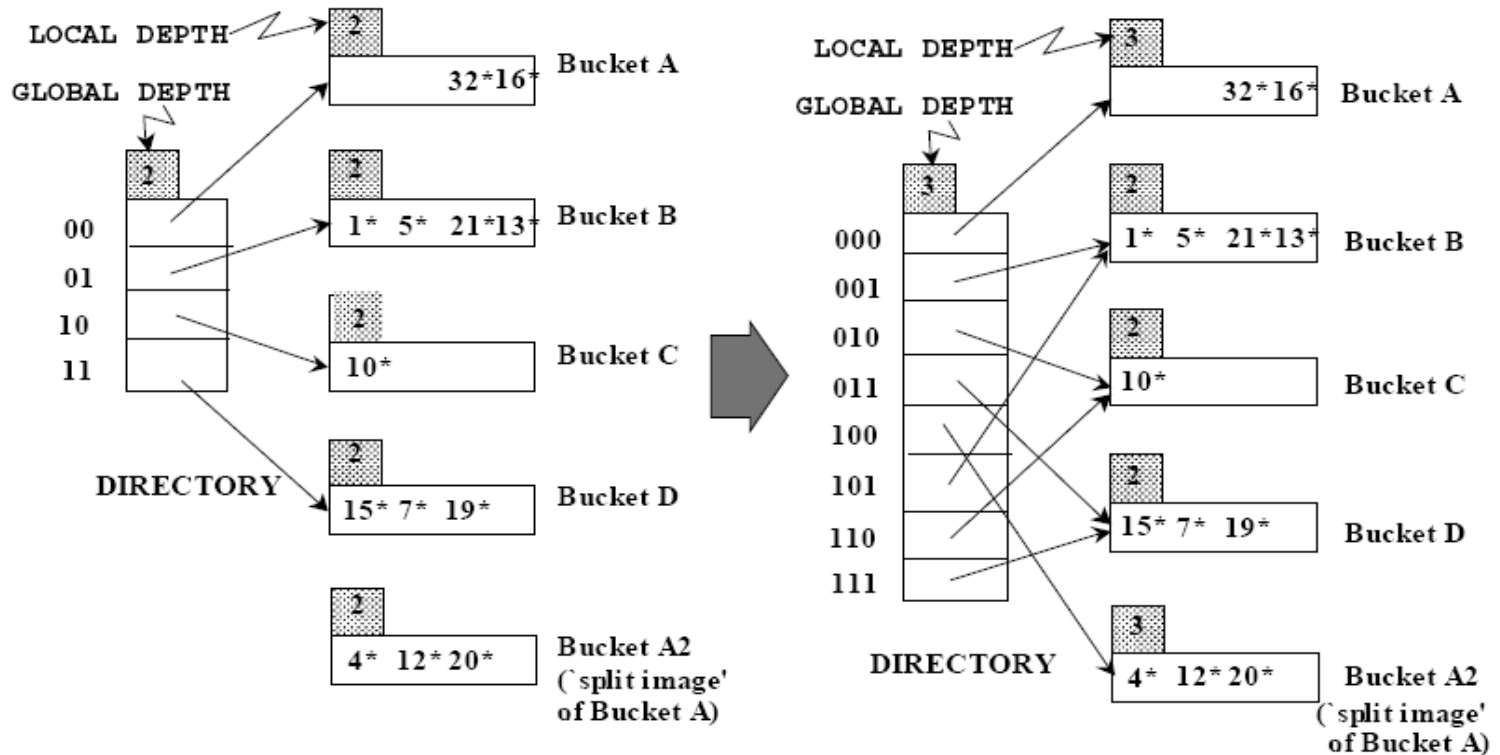 LOCAL DEPTH
2
32*16*
Bucket A
GLOBAL DEPTH
2
00
01
10
11
DIRECTORY
2
1* 5* 21*13*
Bucket B
2
10*
Bucket C
2
15* 7* 19*
Bucket D
2
4* 12*20*
Bucket A2
(`split image'
of Bucket A)
LOCAL DEPTH
3
32*16*
Bucket A
GLOBAL DEPTH
3
000
001
010
011
100
101
110
111
DIRECTORY
2
1* 5* 21*13*
Bucket B
2
10*
Bucket C
2
15* 7* 19*
Bucket D
3
4* 12*20*
Bucket A2
(`split image'
of Bucket A)